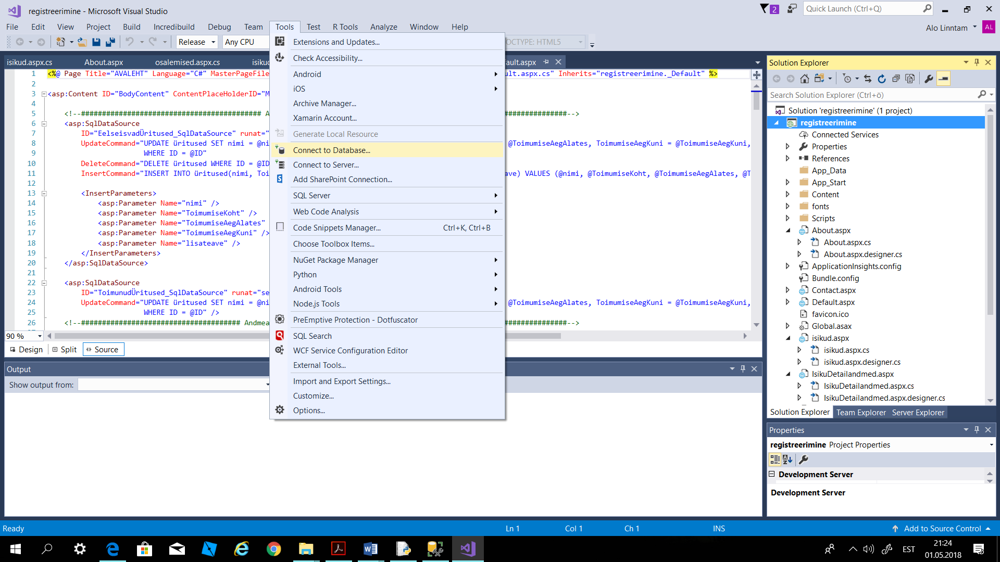 registreerimine - Microsoft Visual Studio
2
Quick Launch (Ctrl+Q)
File Edit View Project Build Incredibuild Debug Team Tools Test R Tools Analyze Window Help
Alo Linntam AL
Release Any CPU
OCTYPE: HTML5
isikud.aspx.cs About.aspx osalemised.aspx.cs isikuc
ault.aspx
1 <%@ Page Title="AVALEHT" Language="C#" MasterPageFile
ult.aspx.cs" Inherits="registreerimine._Default" %>
2
3 <asp:Content ID="BodyContent" ContentPlaceHolderID="M
4
5 <!--########################################### A
###############-->
6 <asp:SqlDataSource
7 ID="EelseisvadÜritused_SqlDataSource" runat="
8 UpdateCommand="UPDATE üritused SET nimi = @ni
@ToimumiseAegAlates, ToimumiseAegKuni = @ToimumiseAegKuni,
9 WHERE ID = @ID"
10 DeleteCommand="DELETE üritused WHERE ID = @ID
11 InsertCommand="INSERT INTO üritused(nimi, Toi
ave) VALUES (@nimi, @ToimumiseKoht, @ToimumiseAegAlates, @T
12
13 <InsertParameters>
14 <asp:Parameter Name="nimi" />
15 <asp:Parameter Name="ToimumiseKoht" />
16 <asp:Parameter Name="ToimumiseAegAlates"
17 <asp:Parameter Name="ToimumiseAegKuni" />
18 <asp:Parameter Name="lisateave" />
19 </InsertParameters>
20 </asp:SqlDataSource>
21
22 <asp:SqlDataSource
23 ID="ToimunudÜritused_SqlDataSource" runat="se
24 UpdateCommand="UPDATE üritused SET nimi = @ni
@ToimumiseAegAlates, ToimumiseAegKuni = @ToimumiseAegKuni,
25 WHERE ID = @ID" />
26 <!--###################################### Andmea
###############-->
90 %
Design Split Source
Output
Show output from:
Extensions and Updates...
Check Accessibility...
Android
iOS
Archive Manager...
Xamarin Account...
Generate Local Resource
Connect to Database...
Connect to Server...
Add SharePoint Connection...
SQL Server
Web Code Analysis
Code Snippets Manager... Ctrl+K, Ctrl+B
Choose Toolbox Items...
NuGet Package Manager
Python
Android Tools
Node.js Tools
PreEmptive Protection - Dotfuscator
SQL Search
WCF Service Configuration Editor
External Tools...
Import and Export Settings...
Customize...
Options...
Solution Explorer
Search Solution Explorer (Ctrl+ö)
Solution 'registreerimine' (1 project)
registreerimine
Connected Services
Properties
References
App_Data
App_Start
Content
fonts
Scripts
About.aspx
About.aspx.cs
About.aspx.designer.cs
ApplicationInsights.config
Bundle.config
Contact.aspx
Default.aspx
favicon.ico
Global.asax
isikud.aspx
isikud.aspx.cs
isikud.aspx.designer.cs
IsikuDetailandmed.aspx
IsikuDetailandmed.aspx.cs
IsikuDetailandmed.aspx.designer.cs
Solution Explorer Team Explorer Server Explorer
Properties
registreerimine Project Properties
Development Server
Development Server
Ready Ln 1 Col 1 Ch 1 INS Add to Source Control
EST
21:24
01.05.2018